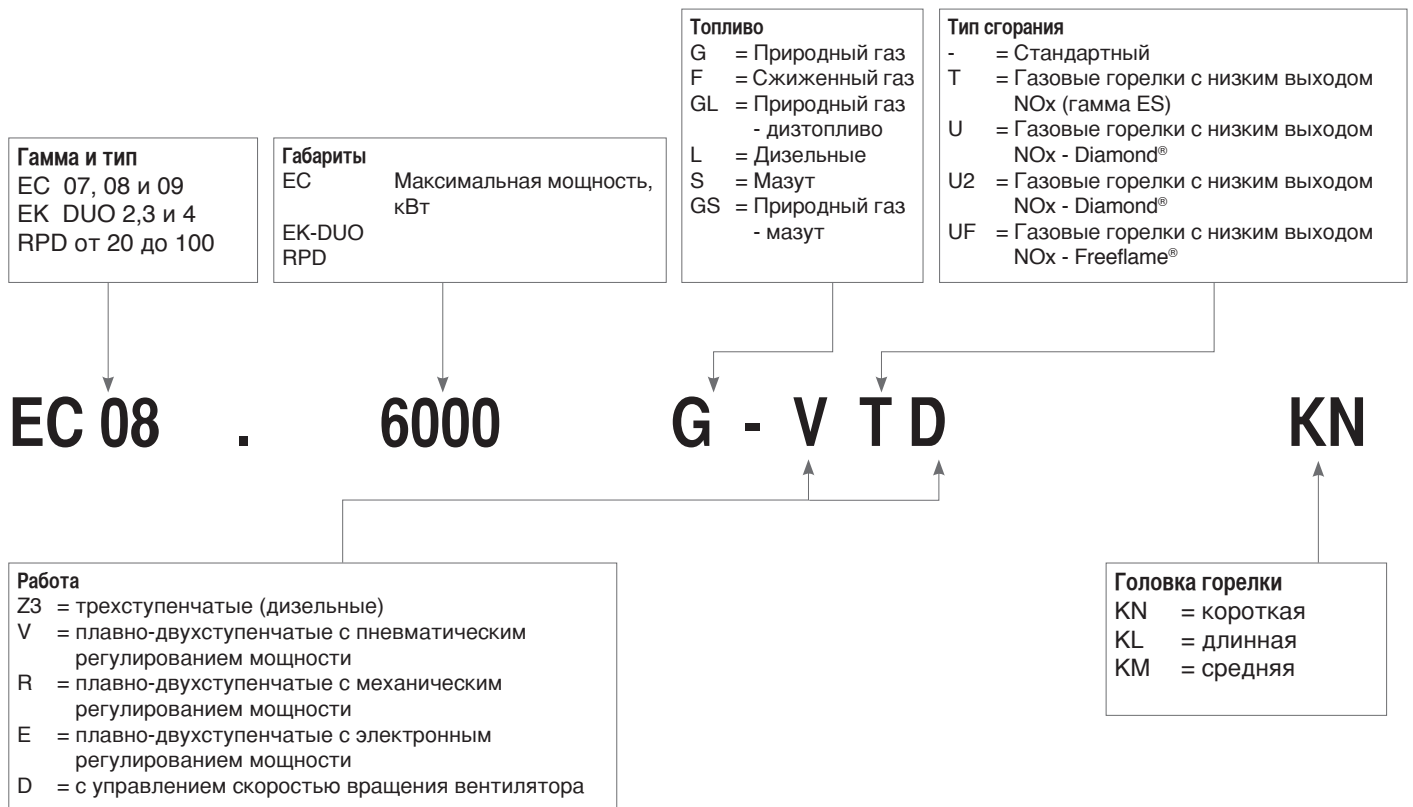 Топливо
G = Природный газ
F = Сжиженный газ
GL = Природный газ
- дизтопливо
L = Дизельные
S = Мазут
GS = Природный газ
- мазут
Тип сгорания
- = Стандартный
T = Газовые горелки с низким выходом
NOx (гамма ES)
U = Газовые горелки с низким выходом
NOx - Diamond®
U2 = Газовые горелки с низким выходом
NOx - Diamond®
UF = Газовые горелки с низким выходом
NOx - Freeflame®
Гамма и тип
EC 07, 08 и 09
EK DUO 2,3 и 4
RPD от 20 до 100
Габариты
EC Максимальная мощность,
кВт
EK-DUO
RPD
EC 08 . 6000 G - V T D KN
Работа
Z3 = трехступенчатые (дизельные)
V = плавно-двухступенчатые с пневматическим
регулированием мощности
R = плавно-двухступенчатые с механическим
регулированием мощности
E = плавно-двухступенчатые с электронным
регулированием мощности
D = с управлением скоростью вращения вентилятора
Головка горелки
KN = короткая
KL = длинная
KM = средняя